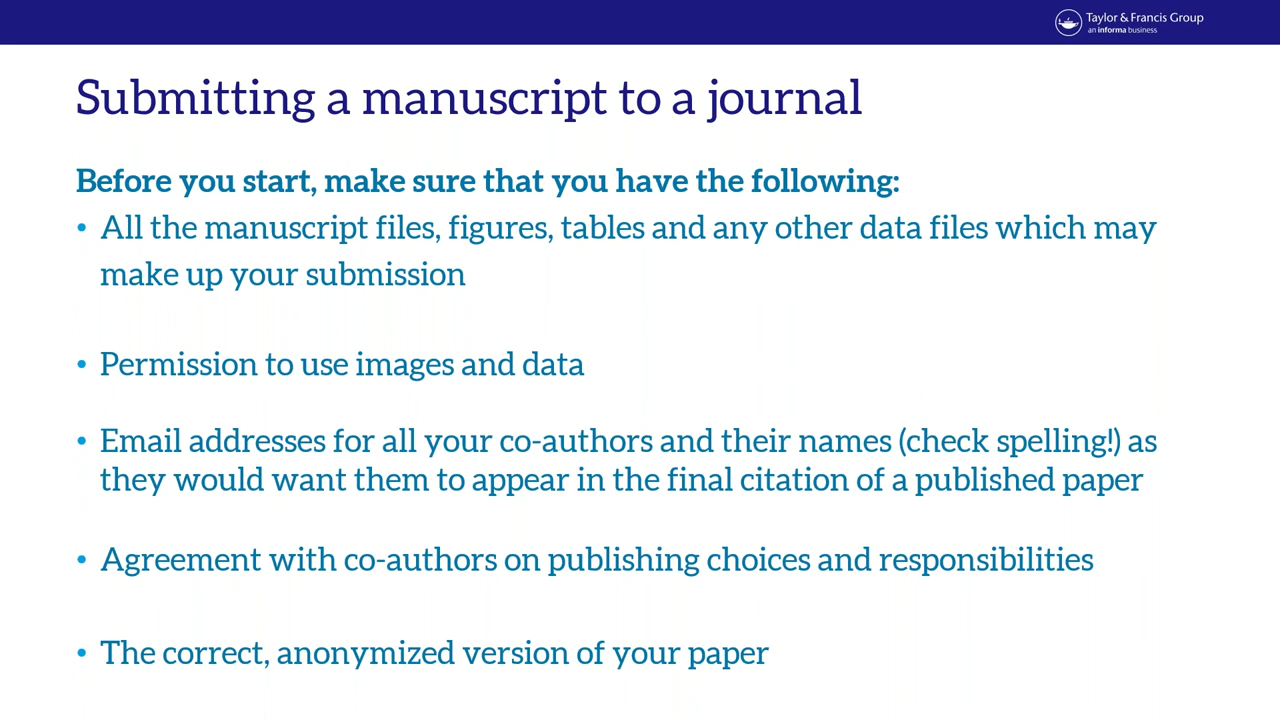 Taylor & Francis Group
an informa business
Submitting a manuscript to a journal
Before you start, make sure that you have the following:
• All the manuscript files, figures, tables and any other data files which may
make up your submission
• Permission to use images and data
• Email addresses for all your co-authors and their names (check spelling!) as
they would want them to appear in the final citation of a published paper
• Agreement with co-authors on publishing choices and responsibilities
• The correct, anonymized version of your paper